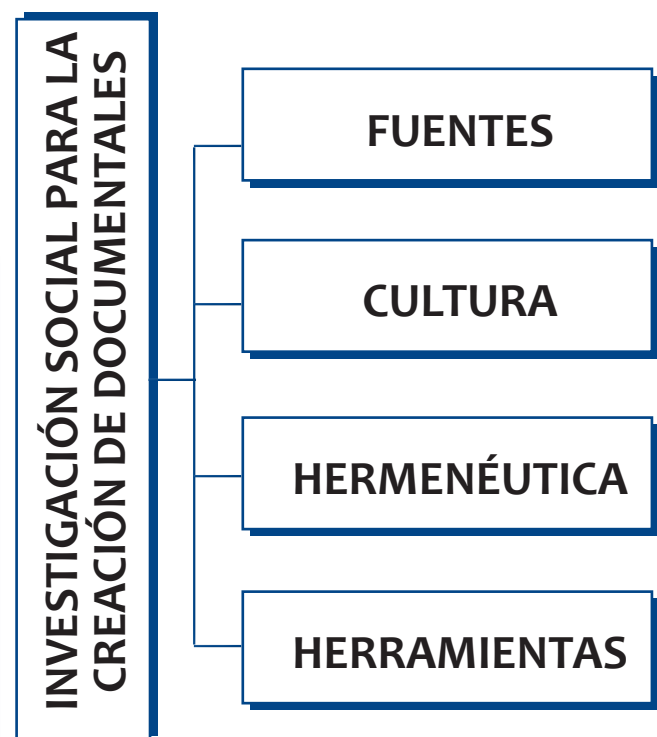 INVESTIGACIÓN SOCIAL PARA LA
CREACIÓN DE DOCUMENTALES
FUENTES
CULTURA
HERMENÉUTICA
HERRAMIENTAS